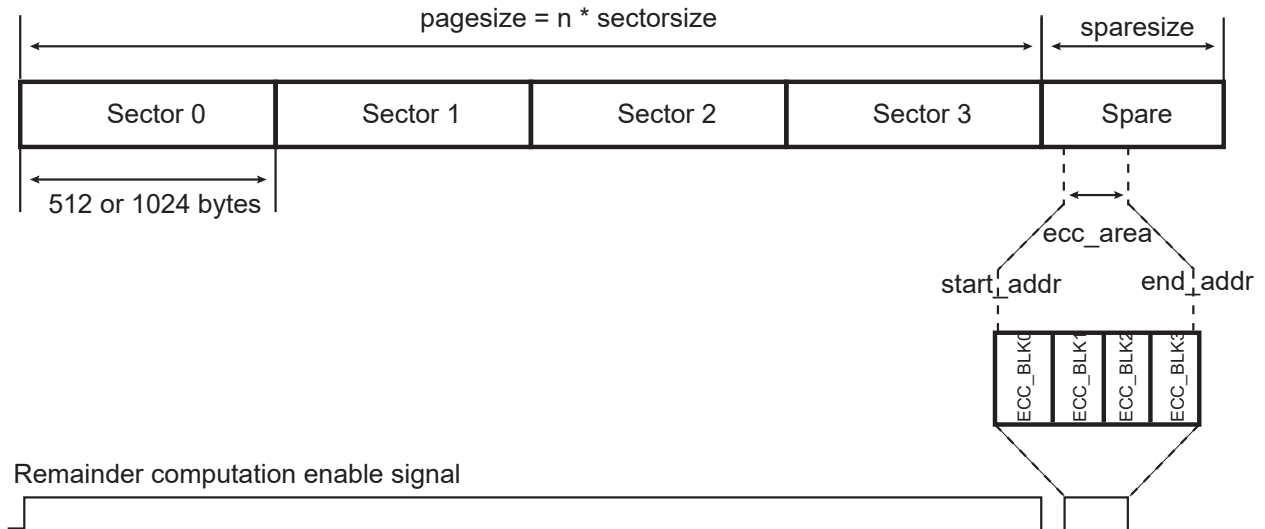 pagesize = n * sectorsize
sparesize
Sector 0
Sector 1
Sector 2
Sector 3
Spare
512 or 1024 bytes
ecc_area
start_addr
end_addr
ECC_BLK0
ECC_BLK1
ECC_BLK2
ECC_BLK3
Remainder computation enable signal